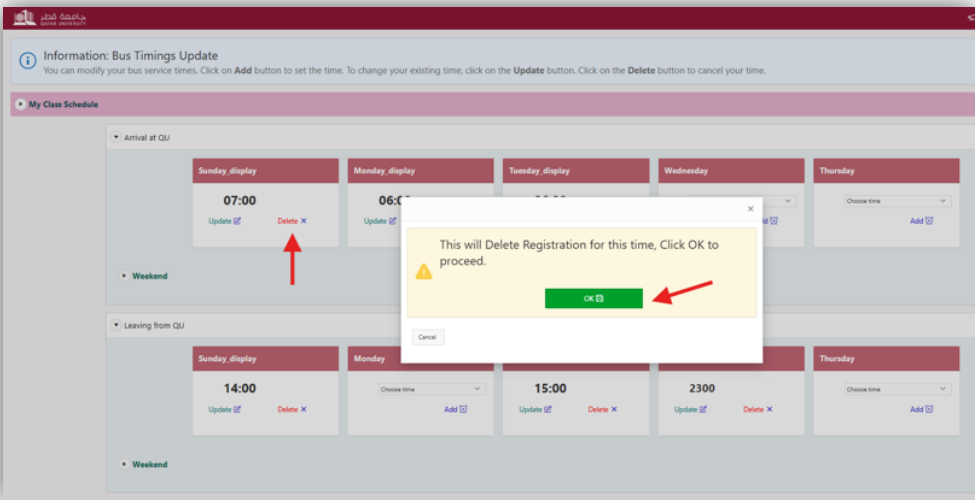 جامعة قطر
QATAR UNIVERSITY
Information: Bus Timings Update
You can modify your bus service times. Click on Add button to set the time. To change your existing time, click on the Update button. Click on the Delete button to cancel your time.
My Class Schedule
Arrival at QU
Sunday_display Monday_display Tuesday_display Wednesday Thursday
07:00 Choose time
Update Delete Update Add
This will Delete Registration for this time, Click OK to
proceed.
OK
Cancel
Weekend
Leaving from QU
Sunday_display Monday Thursday
14:00 Choose time 15:00 2300 Choose time
Update Delete Add Update Delete Update Delete Add
Weekend